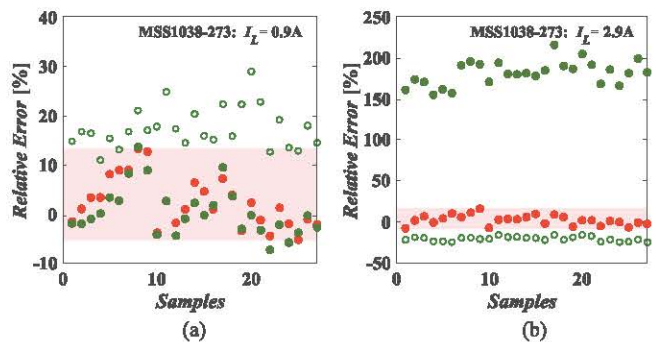 MSS1038-273: I_L = 0.9A
40
30
20
10
0
-10
Relative Error [%]
0
10
20
Samples
(a)
MSS1038-273: I_L = 2.9A
250
200
150
100
50
0
-50
Relative Error [%]
0
10
20
Samples
(b)